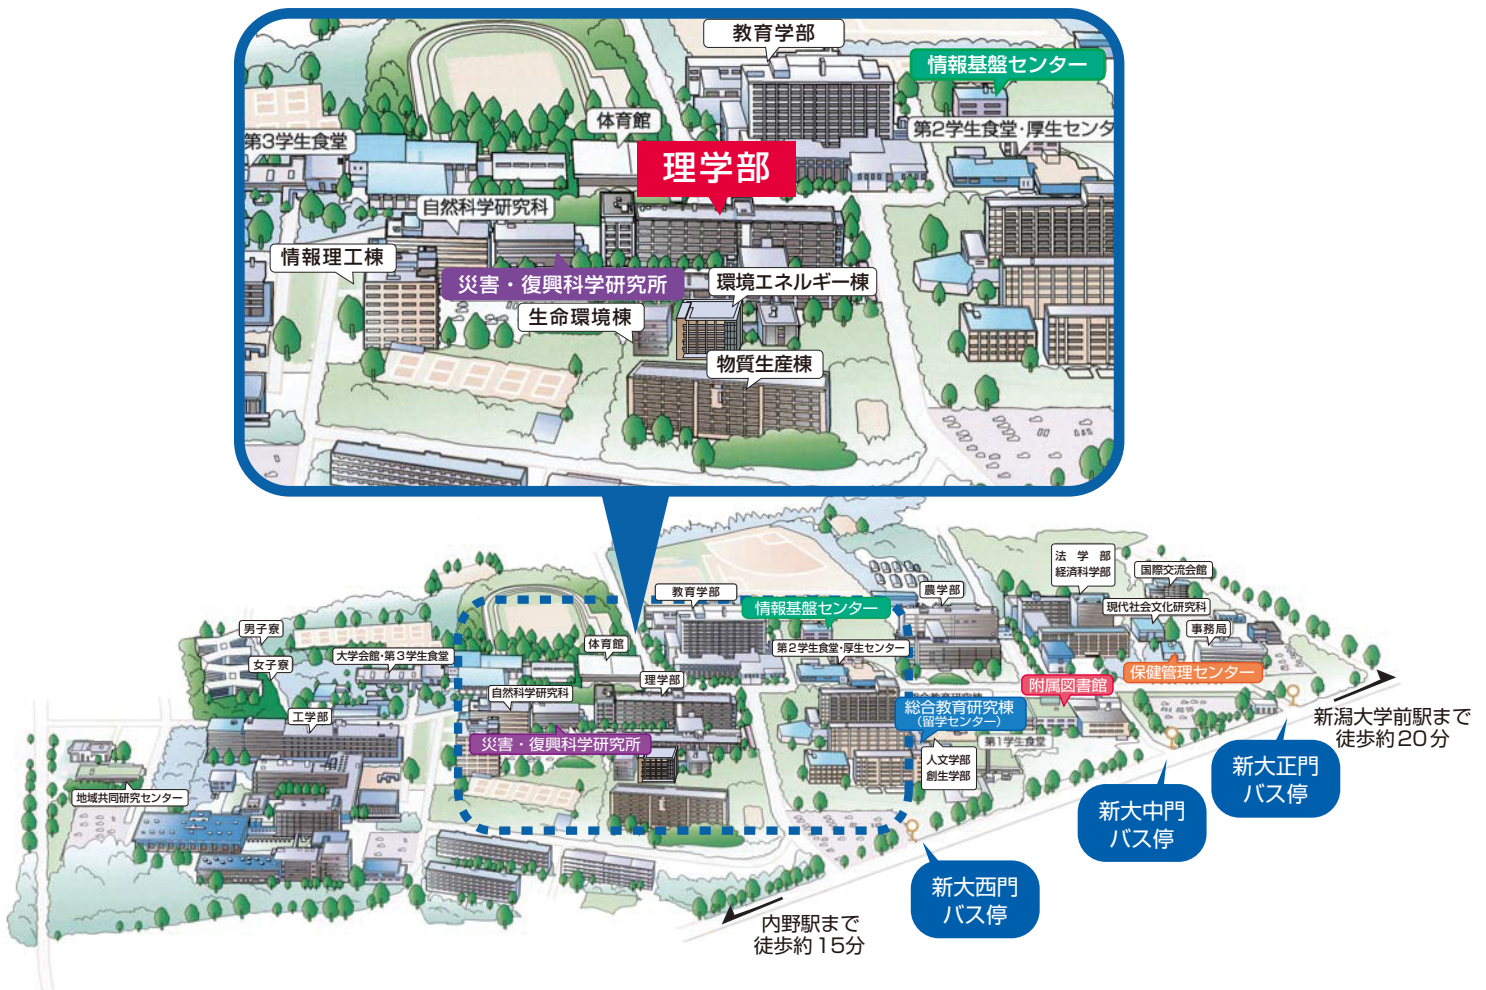 教育学部
情報基盤センター
体育館
第2学生食堂・厚生センタ
第3学生食堂
理学部
自然科学研究科
情報理工棟
災害・復興科学研究所
環境エネルギー棟
生命環境棟
物質生産棟
法学部
経済科学部
国際交流会館
教育学部
農学部
情報基盤センター
現代社会文化研究科
男子寮
事務局
体育館
第2学生食堂・厚生センター
大学会館・第3学生食堂
女子寮
保健管理センター
理学部
附属図書館
自然科学研究科
総合教育研究棟
総合教育研究棟
(留学センター)
工学部
新潟大学前駅まで
徒歩約20分
災害・復興科学研究所
第1学生食堂
人文学部
創生学部
新大正門
バス停
地域共同研究センター
新大中門
バス停
新大西門
バス停
内野駅まで
徒歩約15分